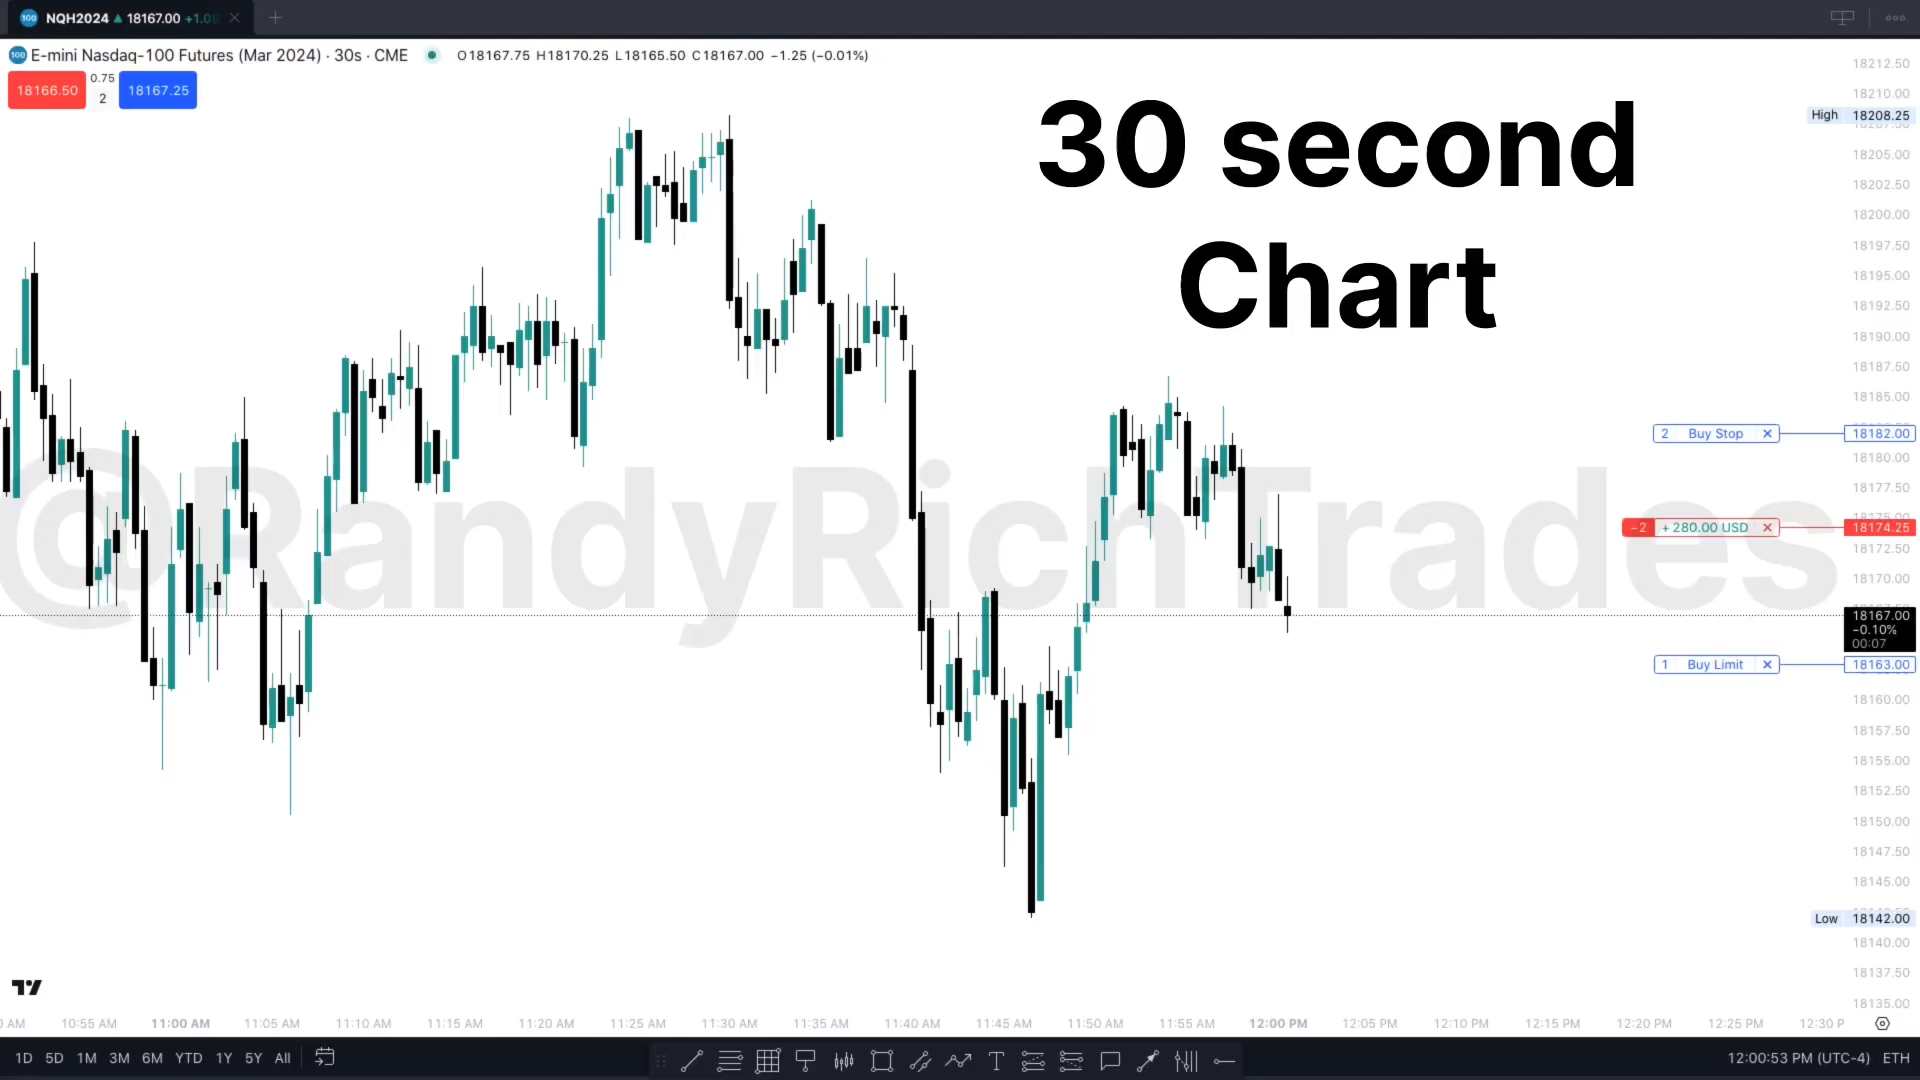 NQH2024 ▲ 18167.00 +1.09
E-mini Nasdaq-100 Futures (Mar 2024) · 30s · CME O18167.75 H18170.25 L18165.50 C18167.00 −1.25 (−0.01%)
18166.50 0.75 2 18167.25
30 second
Chart
@RandyRichTrades
18212.50
18210.00
High 18208.25
18205.00
18202.50
18200.00
18197.50
18195.00
18192.50
18190.00
18187.50
18185.00
2 Buy Stop 18182.00
18180.00
18177.50
−2 + 280.00 USD 18174.25
18172.50
18170.00
18167.00
−0.10%
00:07
1 Buy Limit 18163.00
18160.00
18157.50
18155.00
18152.50
18150.00
18147.50
18145.00
Low 18142.00
18140.00
18137.50
18135.00
AM 10:55 AM 11:00 AM 11:05 AM 11:10 AM 11:15 AM 11:20 AM 11:25 AM 11:30 AM 11:35 AM 11:40 AM 11:45 AM 11:50 AM 11:55 AM 12:00 PM 12:05 PM 12:10 PM 12:15 PM 12:20 PM 12:25 PM 12:30 P
1D 5D 1M 3M 6M YTD 1Y 5Y All 12:00:53 PM (UTC-4) ETH